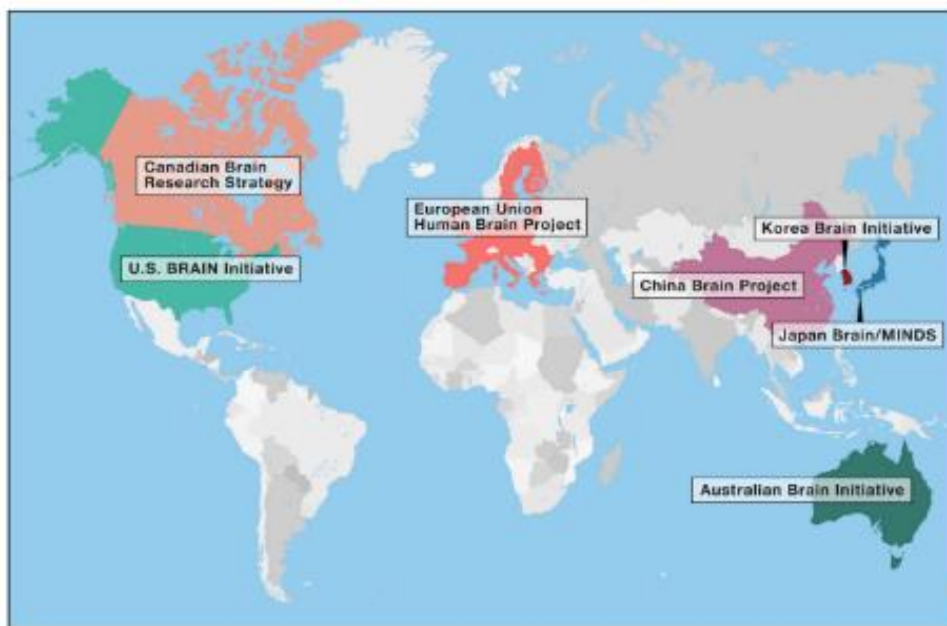 Canadian Brain
Research Strategy
U.S. BRAIN Initiative
European Union
Human Brain Project
Korea Brain Initiative
China Brain Project
Japan Brain/MINDS
Australian Brain Initiative